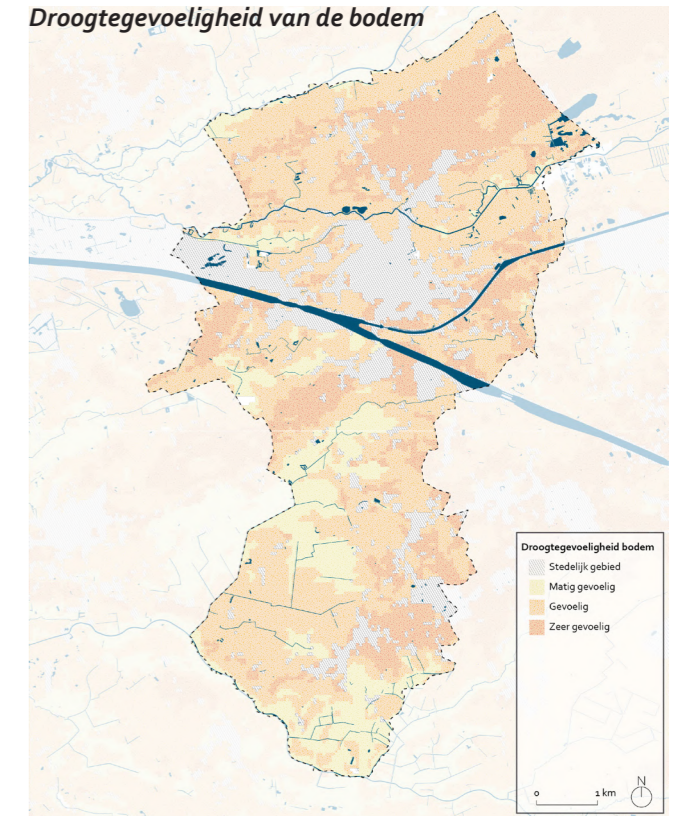 Droogtegevoeligheid van de bodem
Droogtegevoeligheid bodem
Stedelijk gebied
Matig gevoelig
Gevoelig
Zeer gevoelig
N
0 1 km